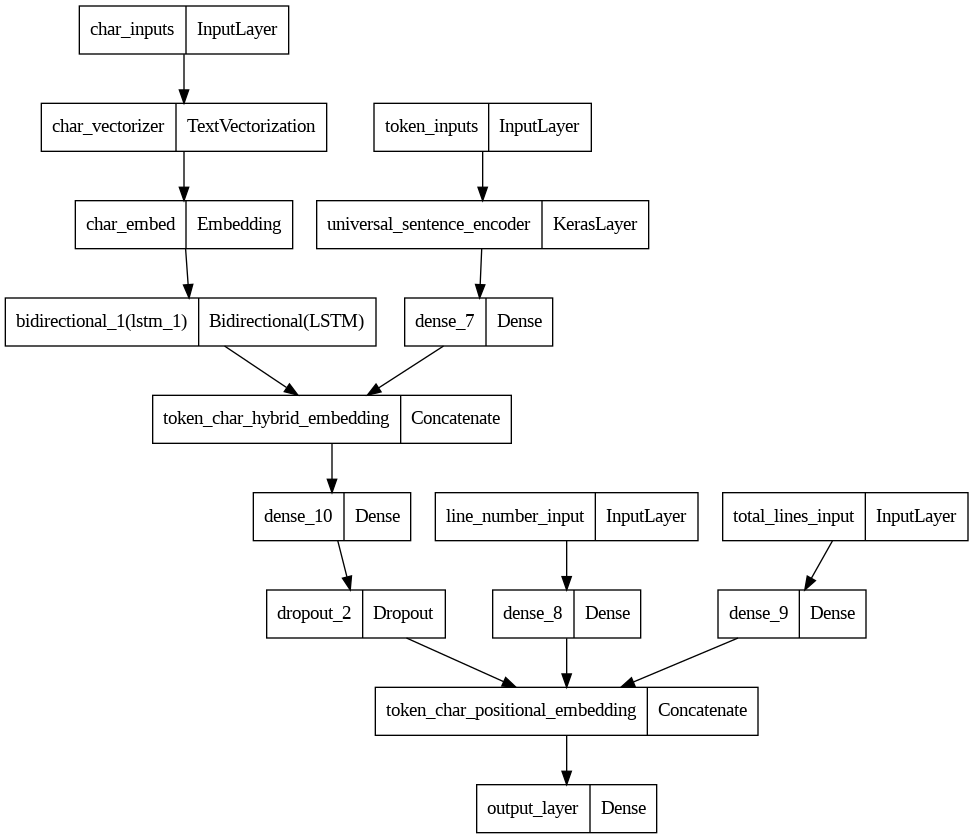 char_inputs InputLayer
char_vectorizer TextVectorization
token_inputs InputLayer
char_embed Embedding
universal_sentence_encoder KerasLayer
bidirectional_1(lstm_1) Bidirectional(LSTM)
dense_7 Dense
token_char_hybrid_embedding Concatenate
dense_10 Dense
line_number_input InputLayer
total_lines_input InputLayer
dropout_2 Dropout
dense_8 Dense
dense_9 Dense
token_char_positional_embedding Concatenate
output_layer Dense